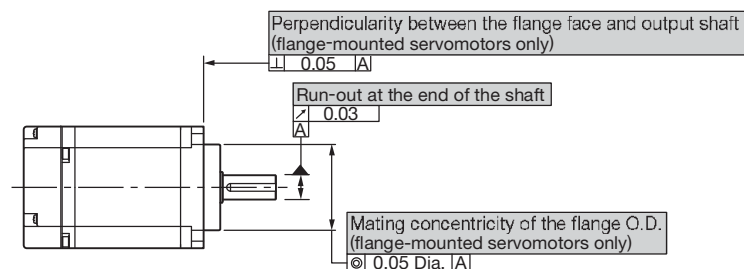 Perpendicularity between the flange face and output shaft
(flange-mounted servomotors only)
⊥ 0.05 A
Run-out at the end of the shaft
↗ 0.03
A
Mating concentricity of the flange O.D.
(flange-mounted servomotors only)
◎ 0.05 Dia. A